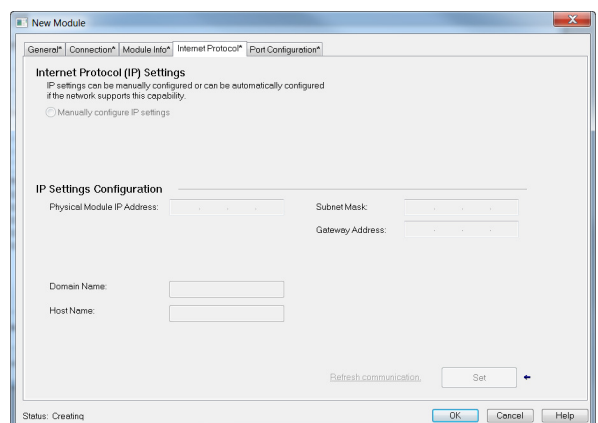 New Module
General* Connection* Module Info* Internet Protocol* Port Configuration*
Internet Protocol (IP) Settings
IP settings can be manually configured or can be automatically configured
if the network supports this capability.
Manually configure IP settings
IP Settings Configuration
Physical Module IP Address: . . . Subnet Mask: . . .
Gateway Address: . . .
Domain Name:
Host Name:
Refresh communication. Set
Status: Creating OK Cancel Help